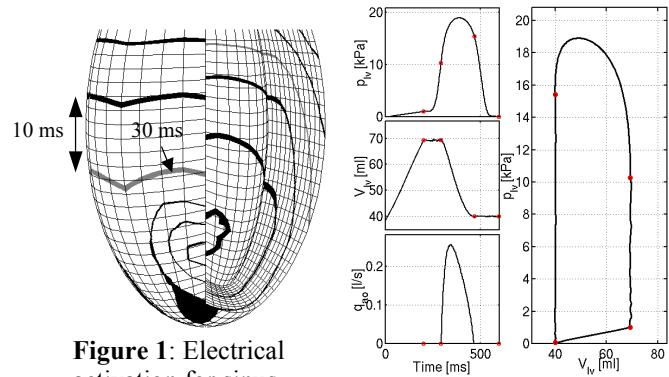 10 ms
30 ms
Figure 1: Electrical
20
10
0
p_lv [kPa]
70
60
50
40
V_lv [ml]
0.2
0.1
0
q_ao [l/s]
0
500
Time [ms]
20
18
16
14
12
10
8
6
4
2
0
p_lv [kPa]
40
60
80
V_lv [ml]